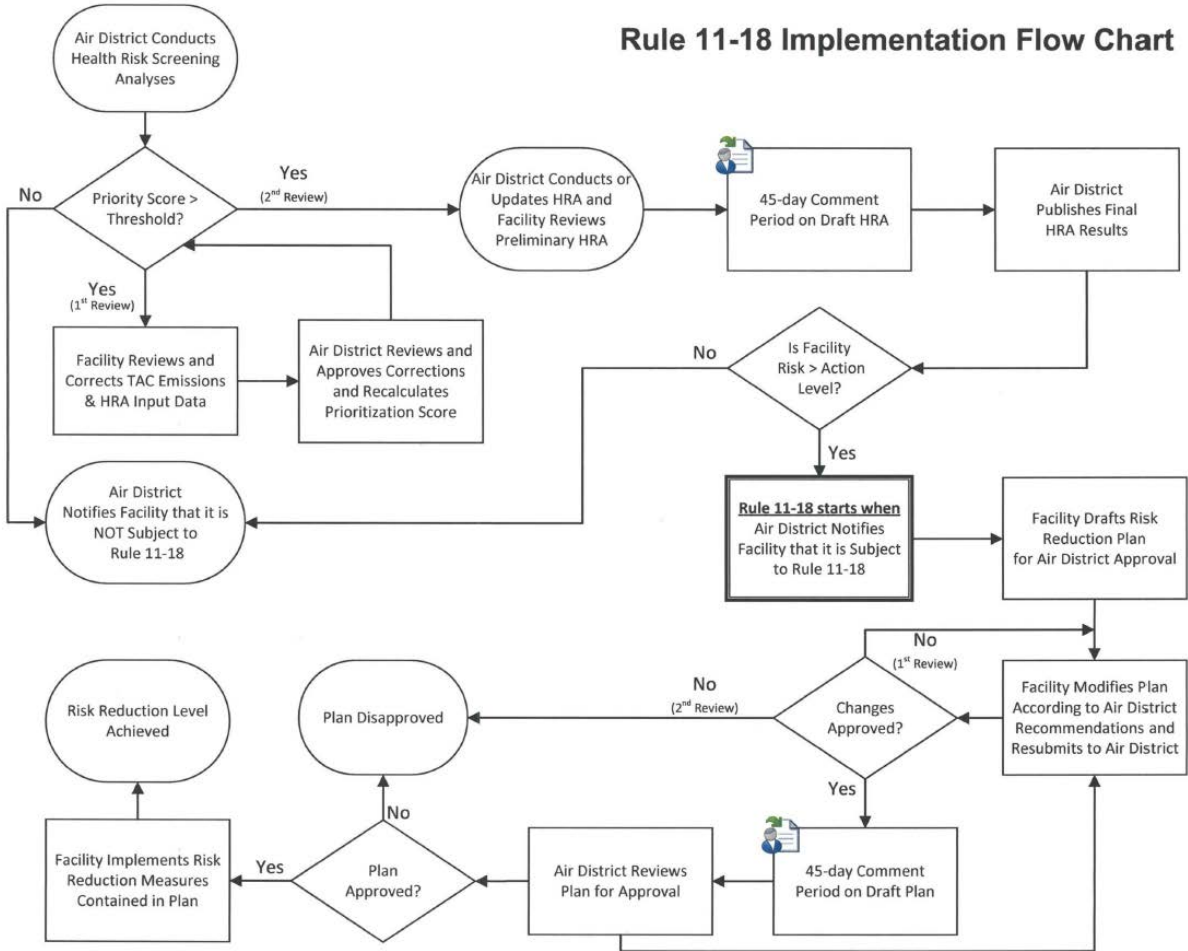 Rule 11-18 Implementation Flow Chart
Air District Conducts
Health Risk Screening
Analyses
Priority Score >
Threshold?
No
Yes
(2nd Review)
Yes
(1st Review)
Air District Conducts or
Updates HRA and
Facility Reviews
Preliminary HRA
45-day Comment
Period on Draft HRA
Air District
Publishes Final
HRA Results
Facility Reviews and
Corrects TAC Emissions
& HRA Input Data
Air District Reviews and
Approves Corrections
and Recalculates
Prioritization Score
No
Is Facility
Risk > Action
Level?
Yes
Air District
Notifies Facility that it is
NOT Subject to
Rule 11-18
Rule 11-18 starts when
Air District Notifies
Facility that it is Subject
to Rule 11-18
Facility Drafts Risk
Reduction Plan
for Air District Approval
No
(1st Review)
Facility Modifies Plan
According to Air District
Recommendations and
Resubmits to Air District
Changes
Approved?
No
(2nd Review)
Plan Disapproved
Risk Reduction Level
Achieved
Yes
45-day Comment
Period on Draft Plan
Air District Reviews
Plan for Approval
Plan
Approved?
No
Yes
Facility Implements Risk
Reduction Measures
Contained in Plan